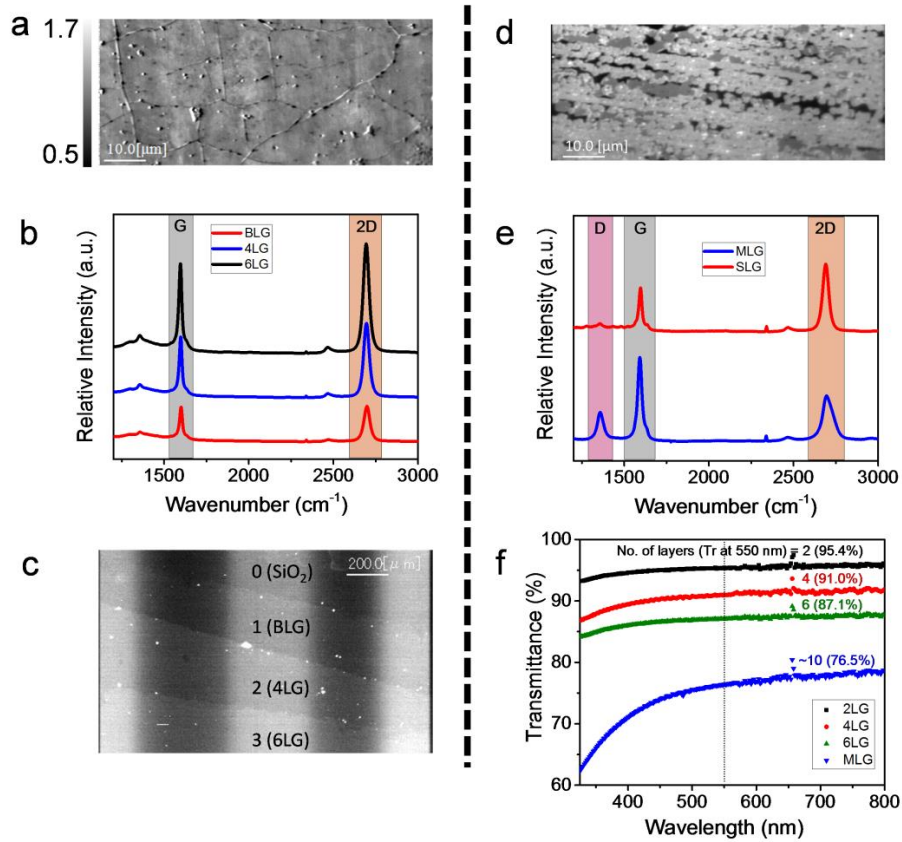 a
1.7
0.5
10.0[μm]
d
10.0 [μm]
b
G
2D
BLG
4LG
6LG
Relative Intensity (a.u.)
1500
2000
2500
3000
Wavenumber (cm⁻¹)
e
D
G
2D
MLG
SLG
Relative Intensity (a.u.)
1500
2000
2500
3000
Wavenumber (cm⁻¹)
c
0 (SiO₂)
200.0[μm]
1 (BLG)
2 (4LG)
3 (6LG)
f
100
95
90
85
80
75
70
65
60
Transmittance (%)
No. of layers (Tr at 550 nm) = 2 (95.4%)
4 (91.0%)
6 (87.1%)
~10 (76.5%)
2LG
4LG
6LG
MLG
400
500
600
700
800
Wavelength (nm)